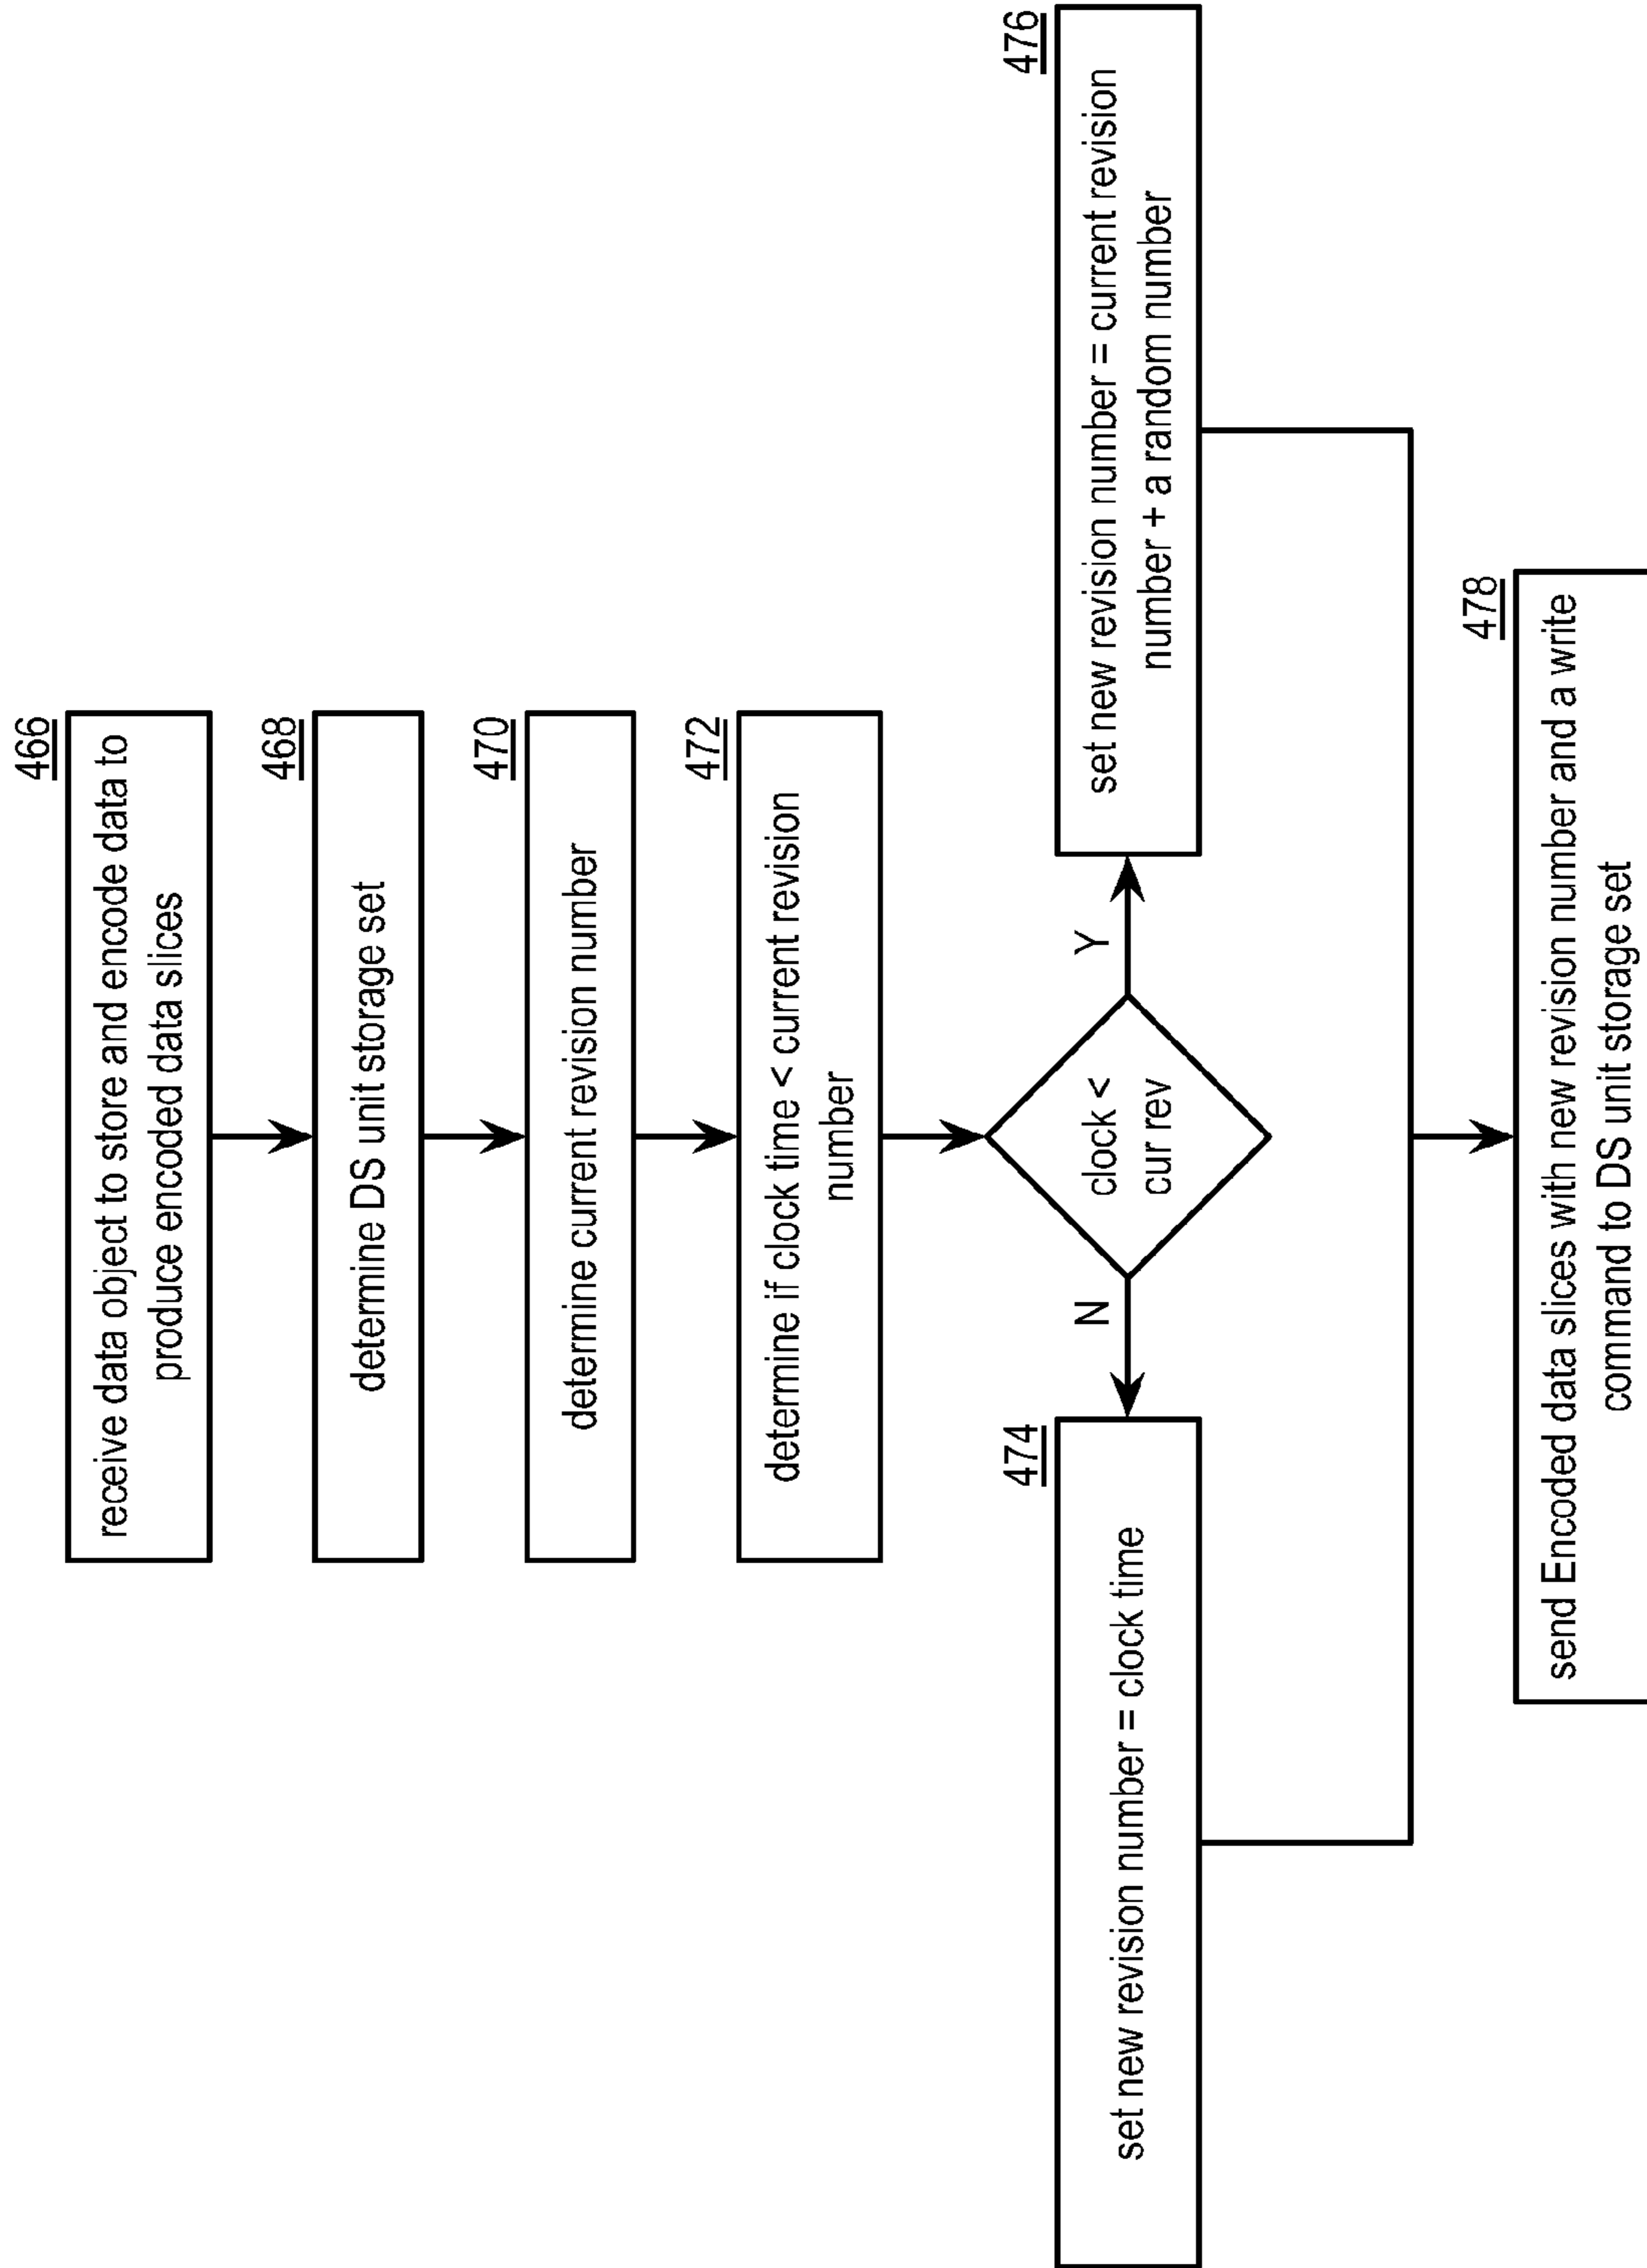 466
receive data object to store and encode data to
produce encoded data slices
468
determine DS unit storage set
470
determine current revision number
472
determine if clock time < current revision
number
clock <
cur rev
N
Y
474
set new revision number = clock time
476
set new revision number = current revision
number + a random number
478
send Encoded data slices with new revision number and a write
command to DS unit storage set